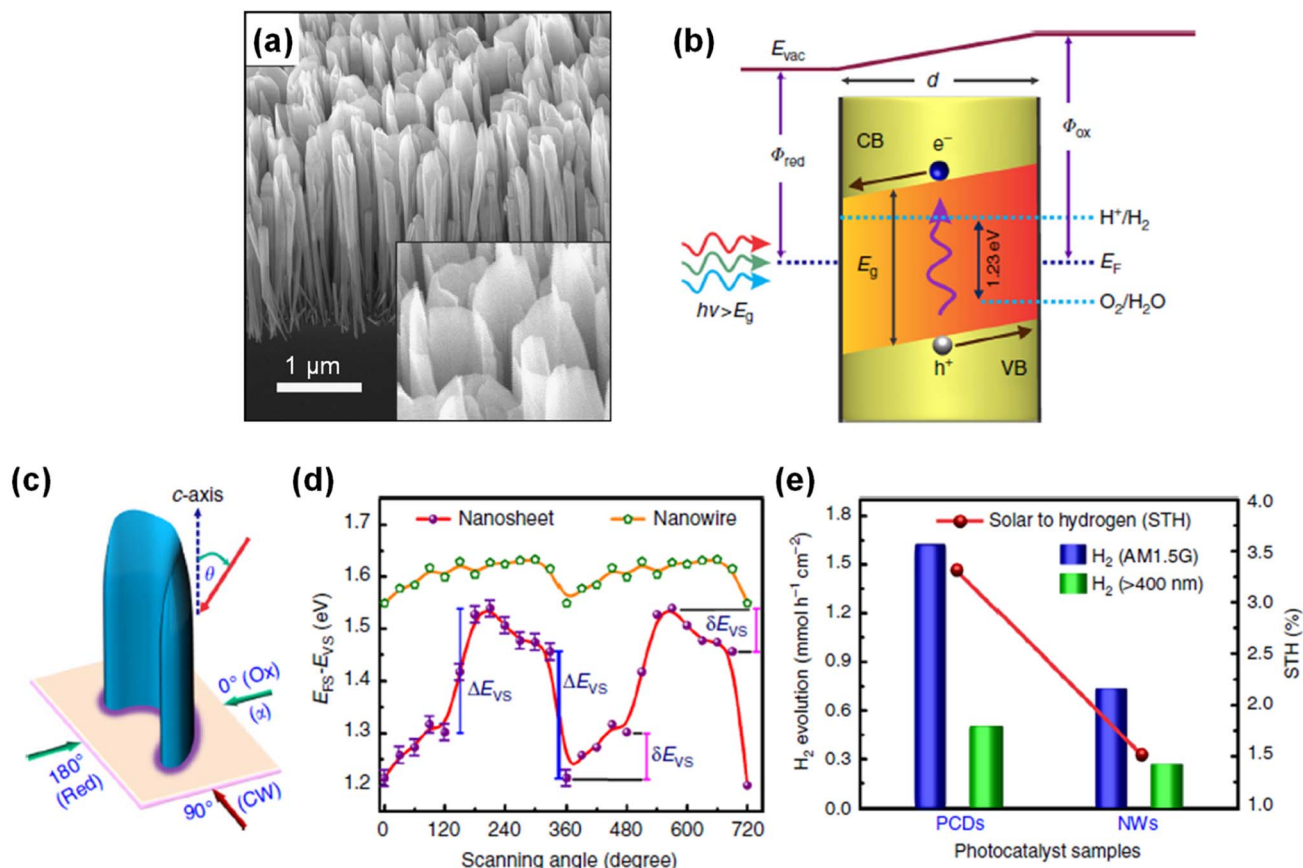 (a)
1 μm
(b)
E_vac
d
Φ_red
Φ_ox
CB
e⁻
H⁺/H₂
E_g
1.23 eV
E_F
O₂/H₂O
hν>E_g
h⁺
VB
(c)
c-axis
θ
0° (Ox)
(α)
180°
(Red)
90° (CW)
(d)
Nanosheet
Nanowire
E_FS-E_VS (eV)
1.7
1.6
1.5
1.4
1.3
1.2
ΔE_VS
ΔE_VS
δE_VS
δE_VS
0 120 240 360 480 600 720
Scanning angle (degree)
(e)
Solar to hydrogen (STH)
H₂ (AM1.5G)
H₂ (>400 nm)
H₂ evolution (mmol h⁻¹ cm⁻²)
1.8
1.5
1.2
0.9
0.6
0.3
0.0
4.0
3.5
3.0
2.5
2.0
1.5
1.0
STH (%)
PCDs NWs
Photocatalyst samples